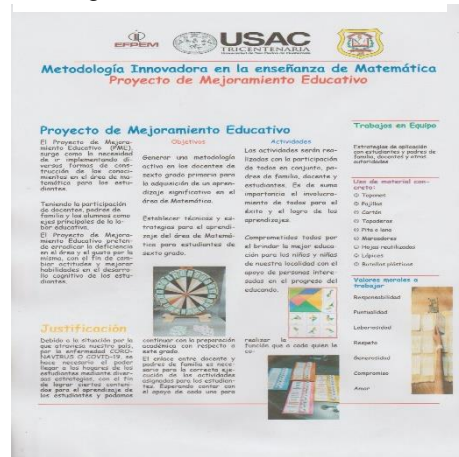 EFPEM
USAC
TRICENTENARIA
Universidad de San Carlos de Guatemala
Metodología Innovadora en la enseñanza de Matemática
Proyecto de Mejoramiento Educativo
Proyecto de Mejoramiento Educativo
El Proyecto de Mejora-
miento Educativo (PME),
surge como la necesidad
de ir implementando di-
versas formas de cons-
trucción de los conoci-
mientos en el área de ma-
temática para los estu-
diantes.
Teniendo la participación
de docentes, padres de
familia y los alumnos como
ejes principales de la la-
bor educativa.
El Proyecto de Mejora-
miento Educativo preten-
de erradicar la deficiencia
en el área y el gusto por la
misma, con el fin de cam-
biar actitudes y mejorar
habilidades en el desarro-
llo cognitivo de los estu-
diantes.
Objetivos
Generar una metodología
activa en los docentes de
sexto grado primaria para
la adquisición de un apren-
dizaje significativo en el
área de Matemática.
Establecer técnicas y es-
trategias para el aprendi-
zaje del área de Matemá-
tica para estudiantes de
sexto grado.
Actividades
Las actividades serán rea-
lizadas con la participación
de todos en conjunto, pa-
dres de familia, docente y
estudiantes. Es de suma
importancia el involucra-
miento de todos para el
éxito y el logro de los
aprendizajes.
Comprometidos todos por
el brindar la mejor educa-
ción para los niños y niñas
de nuestra localidad con el
apoyo de personas intere-
sadas en el progreso del
educando.
Trabajos en Equipo
Estrategias de aplicación
con estudiantes y padres de
familia, docentes y otras
autoridades
Uso de material con-
creto:
Tapones
Pajillas
Cartón
Tapaderas
Pita o lana
Marcadores
Hojas reutilizadas
Lápices
Botellas plásticas
Valores morales a
trabajar
Responsabilidad
Puntualidad
Laboriosidad
Respeto
Generosidad
Compromiso
Amor
Justificación
Debido a la situación por la
que atraviesa nuestro país,
por la enfermedad CORO-
NAVIRUS O COVID-19, se
hace necesario el poder
llegar a los hogares de los
estudiantes mediante diver-
sas estrategias, con el fin
de lograr ciertos conteni-
dos para el aprendizaje de
los estudiantes y podamos
continuar con la preparación
académica con respecto a
este grado.
El enlace entre docente y
padres de familia es nece-
saria para la correcta eje-
cución de las actividades
asignadas para los estudian-
tes. Esperando contar con
el apoyo de cada uno para
realizar la
función que a cada quien le
co-